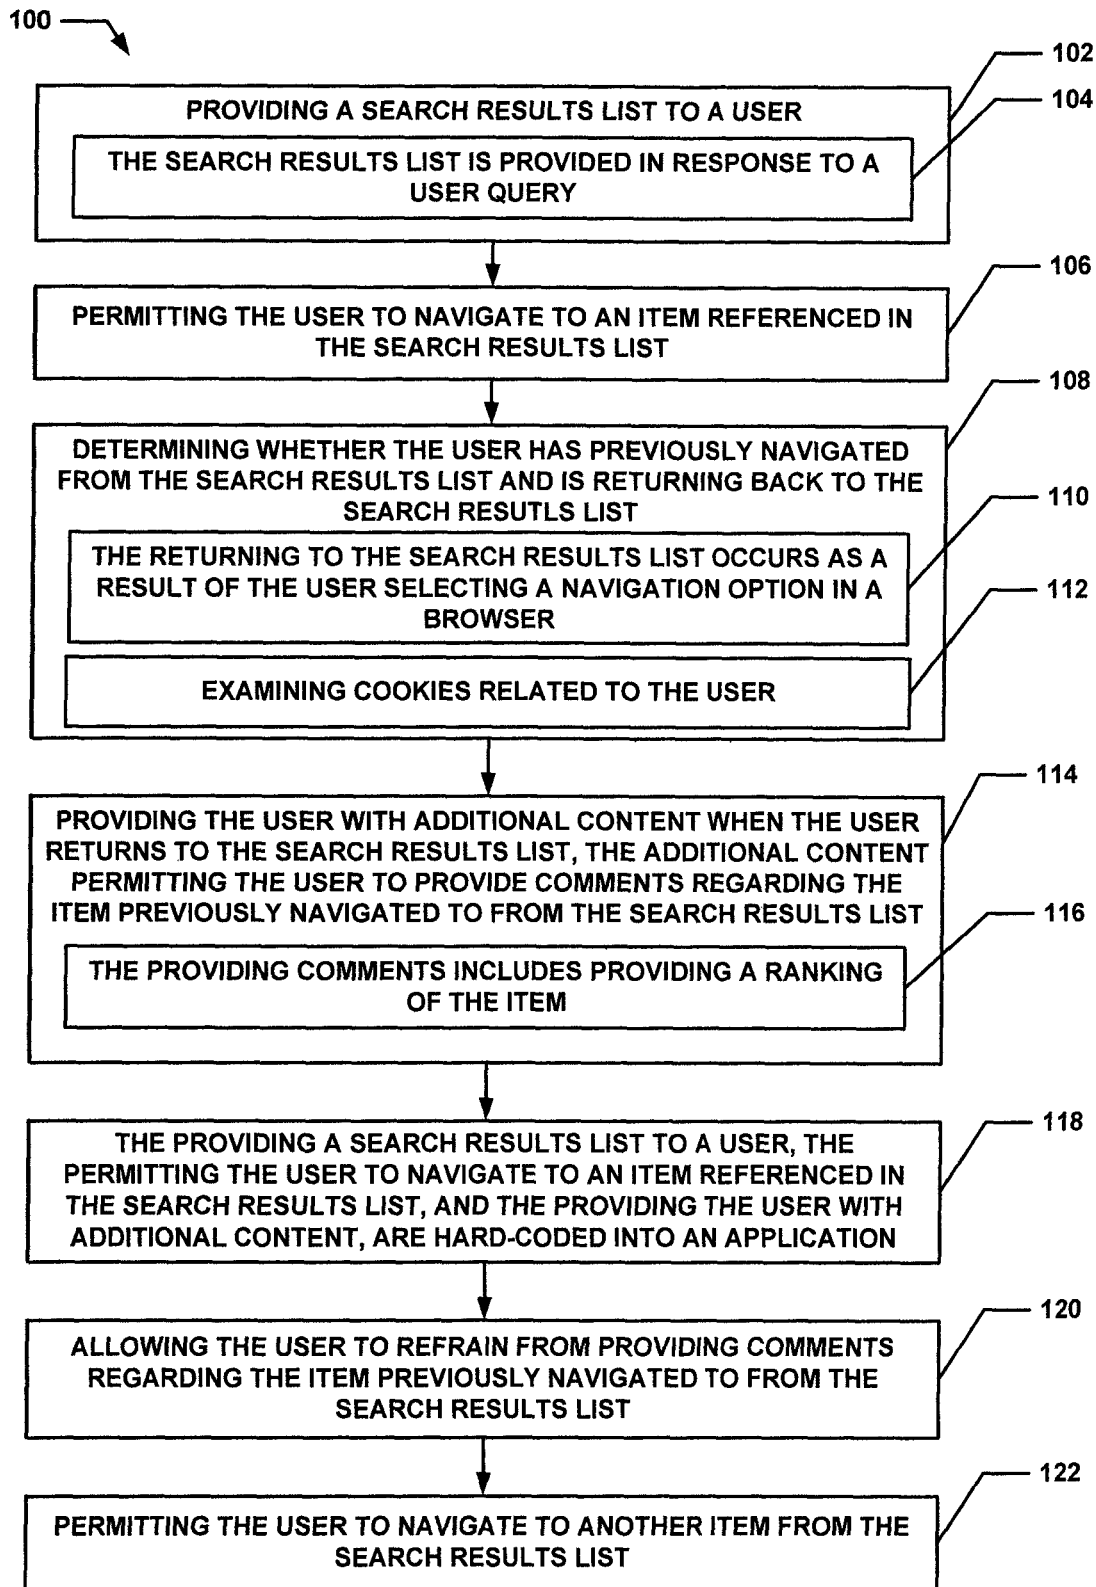 100
102
PROVIDING A SEARCH RESULTS LIST TO A USER
104
THE SEARCH RESULTS LIST IS PROVIDED IN RESPONSE TO A
USER QUERY
106
PERMITTING THE USER TO NAVIGATE TO AN ITEM REFERENCED IN
THE SEARCH RESULTS LIST
108
DETERMINING WHETHER THE USER HAS PREVIOUSLY NAVIGATED
FROM THE SEARCH RESULTS LIST AND IS RETURNING BACK TO THE
SEARCH RESUTLS LIST
110
THE RETURNING TO THE SEARCH RESULTS LIST OCCURS AS A
RESULT OF THE USER SELECTING A NAVIGATION OPTION IN A
BROWSER
112
EXAMINING COOKIES RELATED TO THE USER
114
PROVIDING THE USER WITH ADDITIONAL CONTENT WHEN THE USER
RETURNS TO THE SEARCH RESULTS LIST, THE ADDITIONAL CONTENT
PERMITTING THE USER TO PROVIDE COMMENTS REGARDING THE
ITEM PREVIOUSLY NAVIGATED TO FROM THE SEARCH RESULTS LIST
116
THE PROVIDING COMMENTS INCLUDES PROVIDING A RANKING
OF THE ITEM
118
THE PROVIDING A SEARCH RESULTS LIST TO A USER, THE
PERMITTING THE USER TO NAVIGATE TO AN ITEM REFERENCED IN
THE SEARCH RESULTS LIST, AND THE PROVIDING THE USER WITH
ADDITIONAL CONTENT, ARE HARD-CODED INTO AN APPLICATION
120
ALLOWING THE USER TO REFRAIN FROM PROVIDING COMMENTS
REGARDING THE ITEM PREVIOUSLY NAVIGATED TO FROM THE
SEARCH RESULTS LIST
122
PERMITTING THE USER TO NAVIGATE TO ANOTHER ITEM FROM THE
SEARCH RESULTS LIST